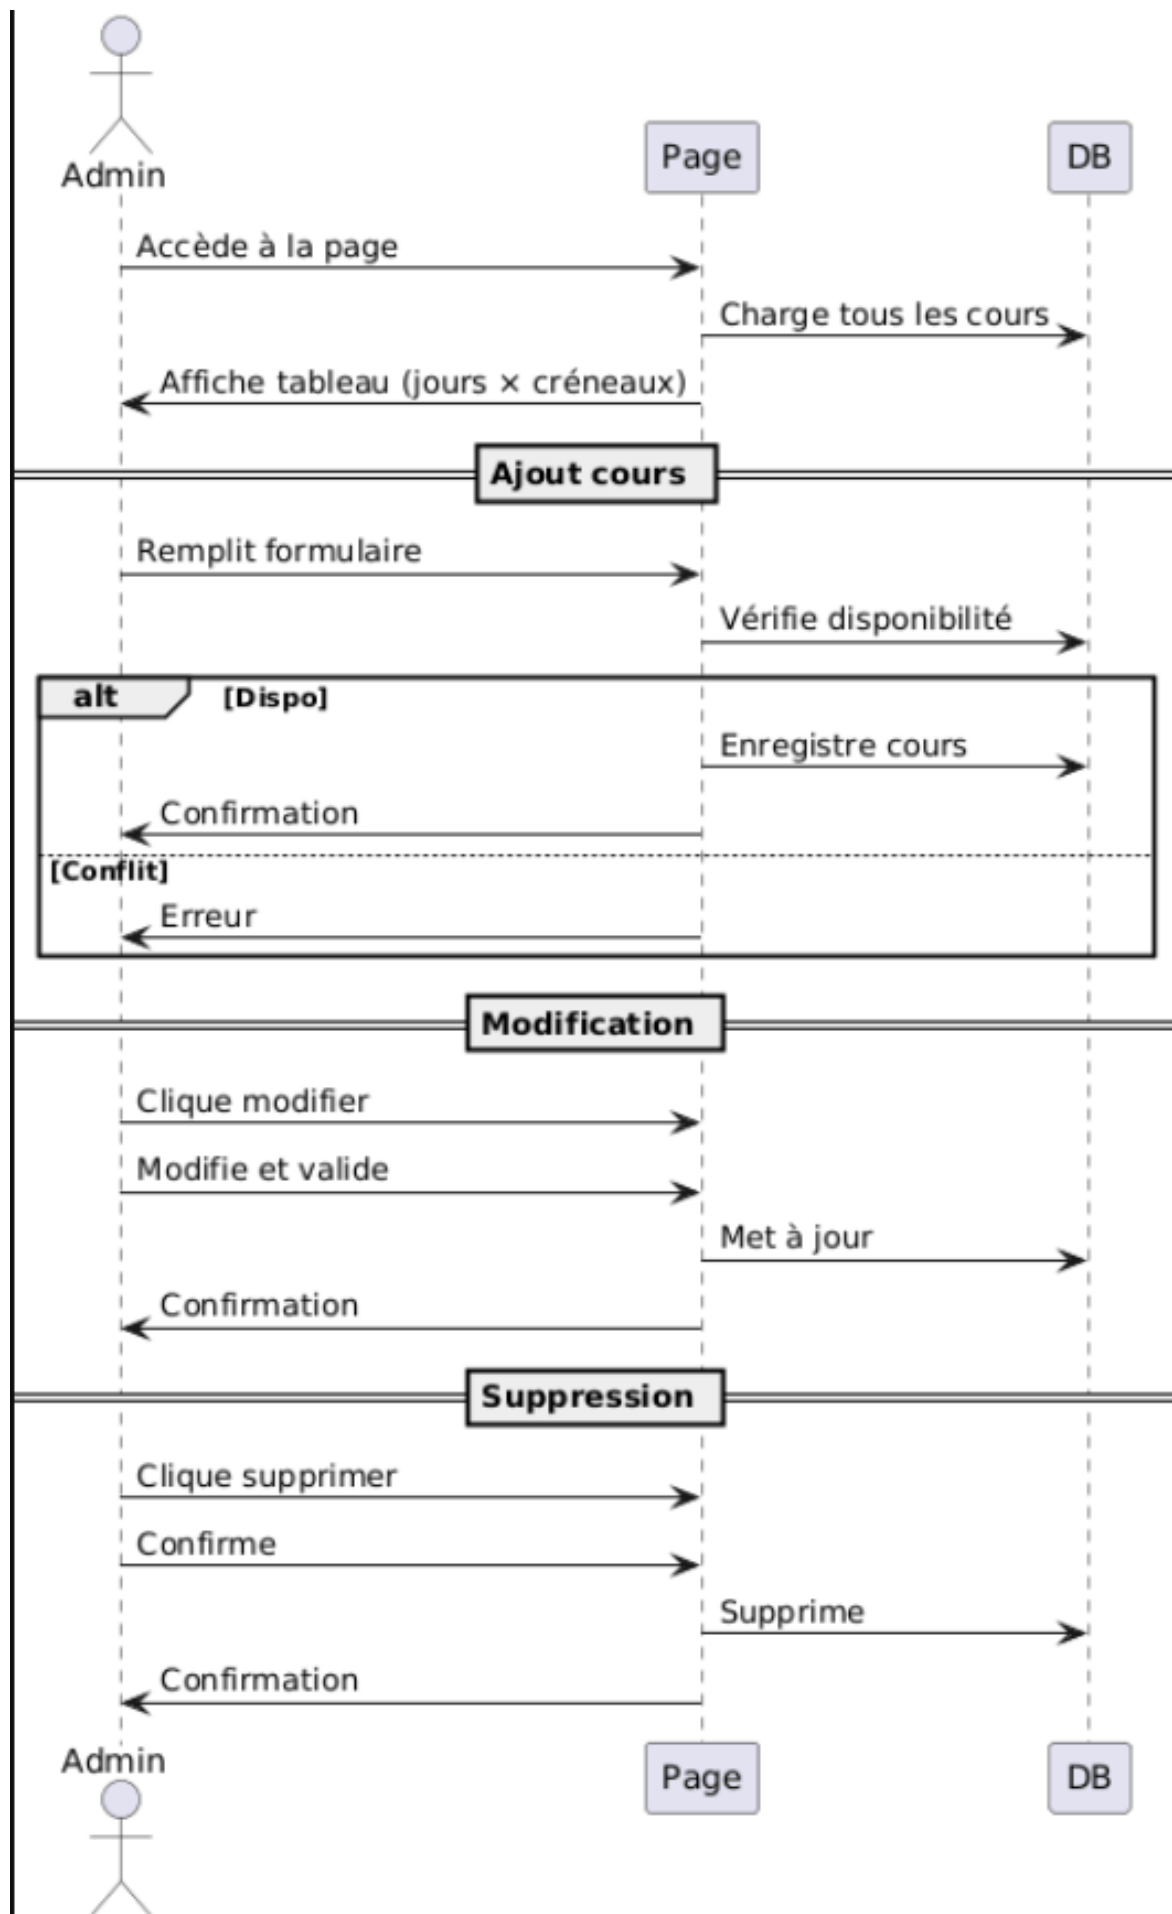 Admin
Page
DB
Accède à la page
Charge tous les cours
Affiche tableau (jours × créneaux)
Ajout cours
Remplit formulaire
Vérifie disponibilité
alt [Dispo]
Enregistre cours
Confirmation
[Conflit]
Erreur
Modification
Clique modifier
Modifie et valide
Met à jour
Confirmation
Suppression
Clique supprimer
Confirme
Supprime
Confirmation
Admin
Page
DB